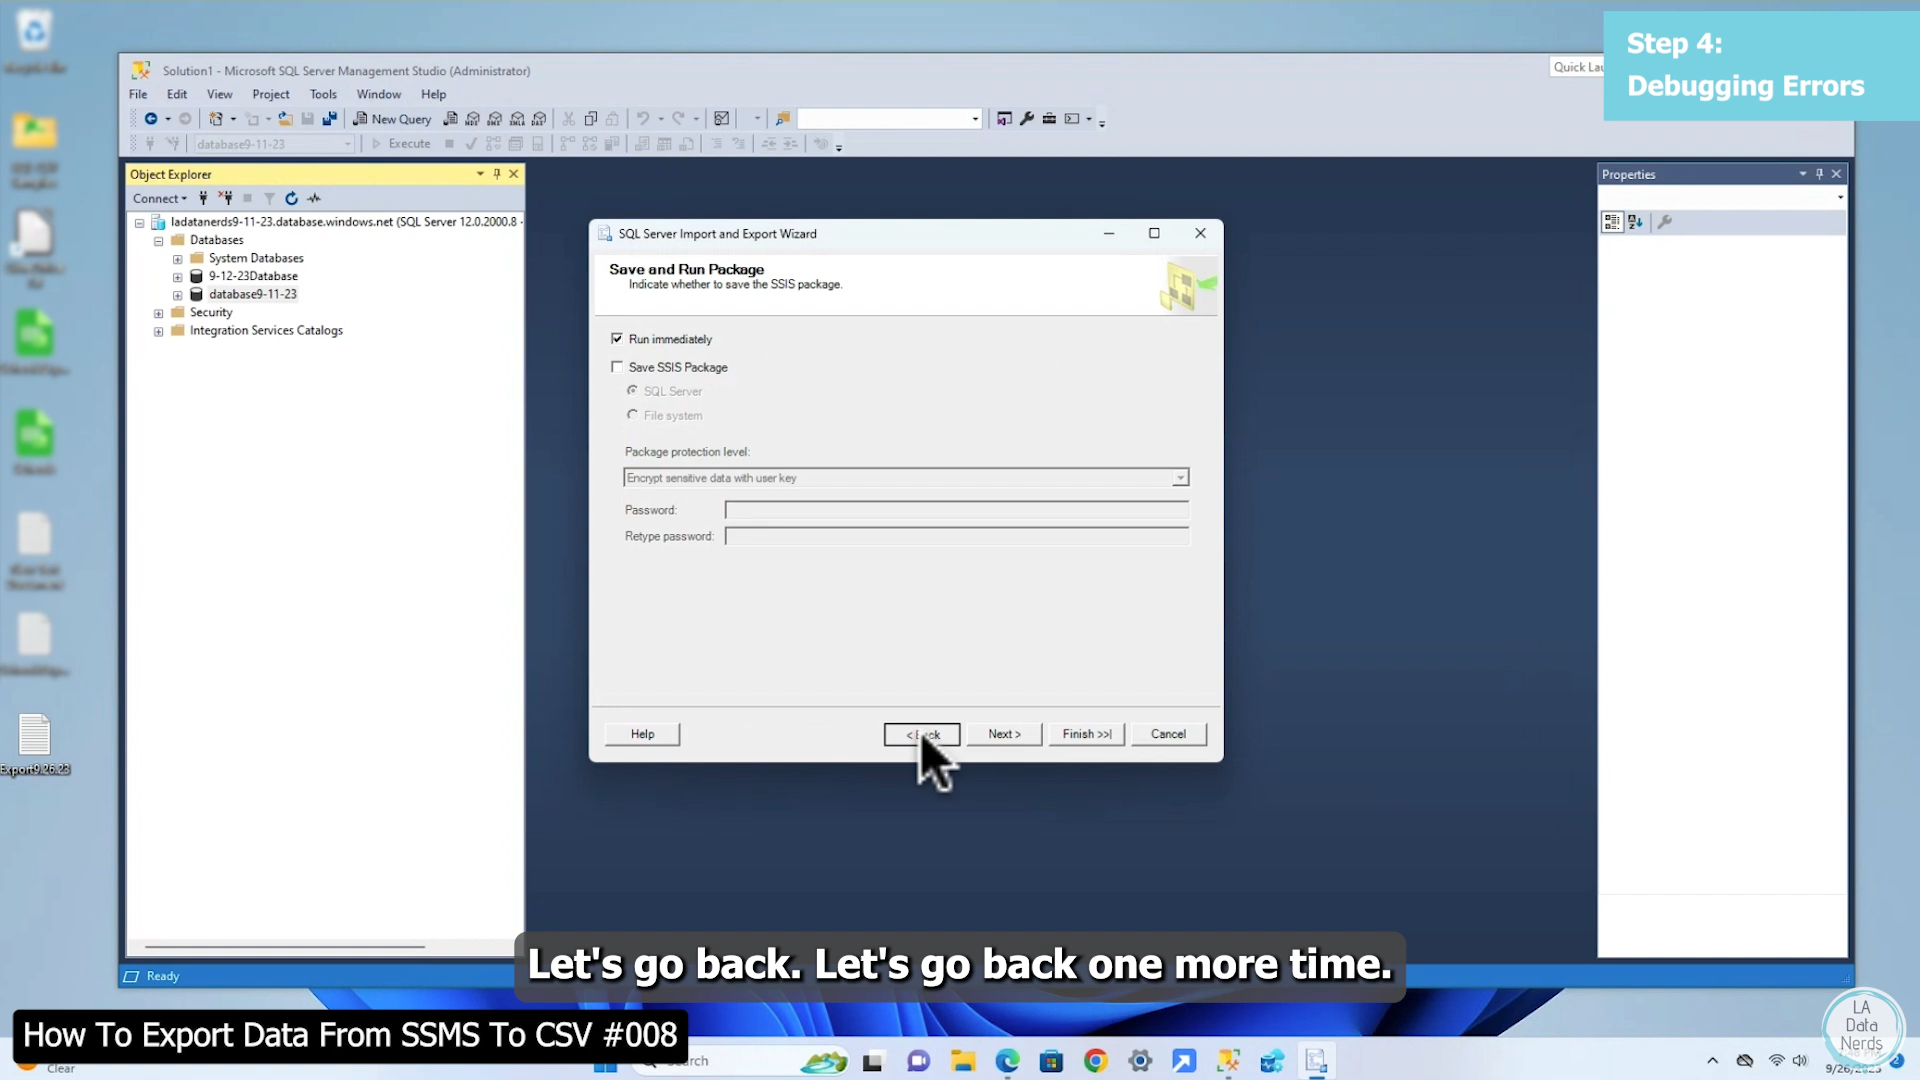 Step 4:
Debugging Errors
Solution1 - Microsoft SQL Server Management Studio (Administrator)
Quick Lau
File Edit View Project Tools Window Help
New Query
database9-11-23
Execute
Object Explorer
Properties
Connect
ladatanerds9-11-23.database.windows.net (SQL Server 12.0.2000.8 -
Databases
System Databases
9-12-23Database
database9-11-23
Security
Integration Services Catalogs
SQL Server Import and Export Wizard
Save and Run Package
Indicate whether to save the SSIS package.
Run immediately
Save SSIS Package
SQL Server
File system
Package protection level:
Encrypt sensitive data with user key
Password:
Retype password:
Help
Next >
Finish >>|
Cancel
Export9.26.23
Ready
Let's go back. Let's go back one more time.
How To Export Data From SSMS To CSV #008
Clear
LA
Data
Nerds